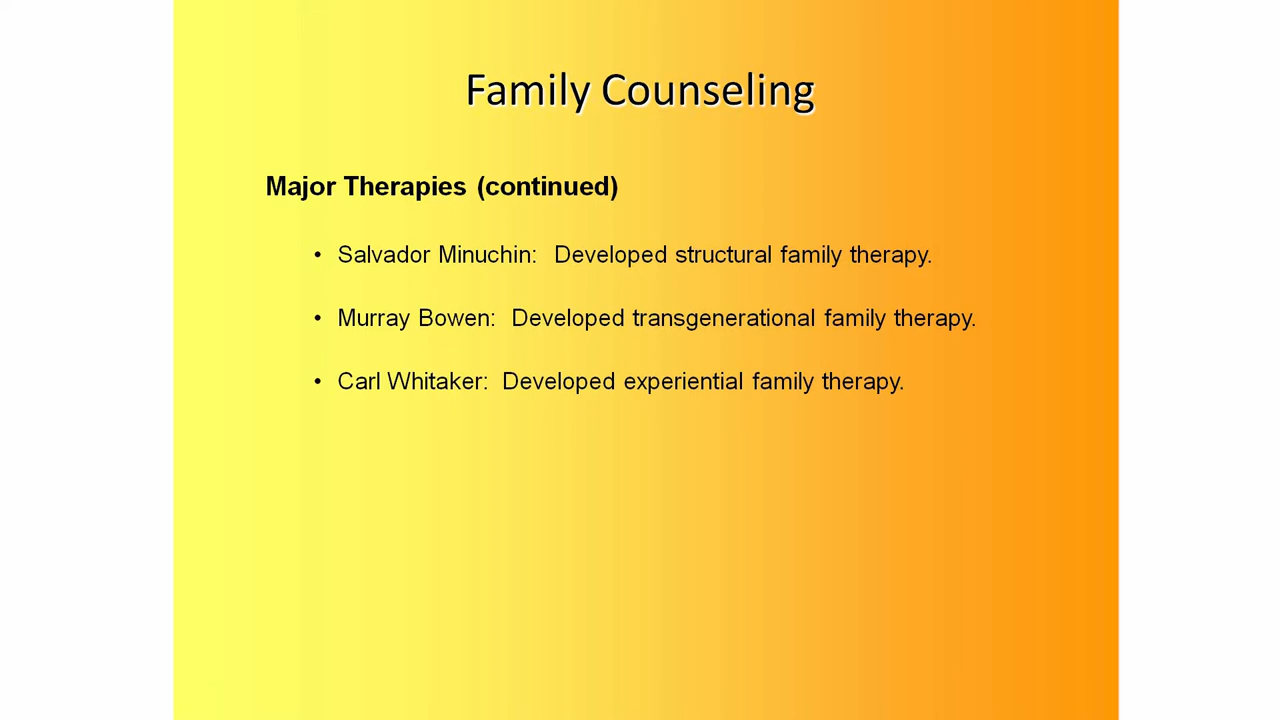 Family Counseling
Major Therapies (continued)
• Salvador Minuchin:  Developed structural family therapy.
• Murray Bowen:  Developed transgenerational family therapy.
• Carl Whitaker:  Developed experiential family therapy.